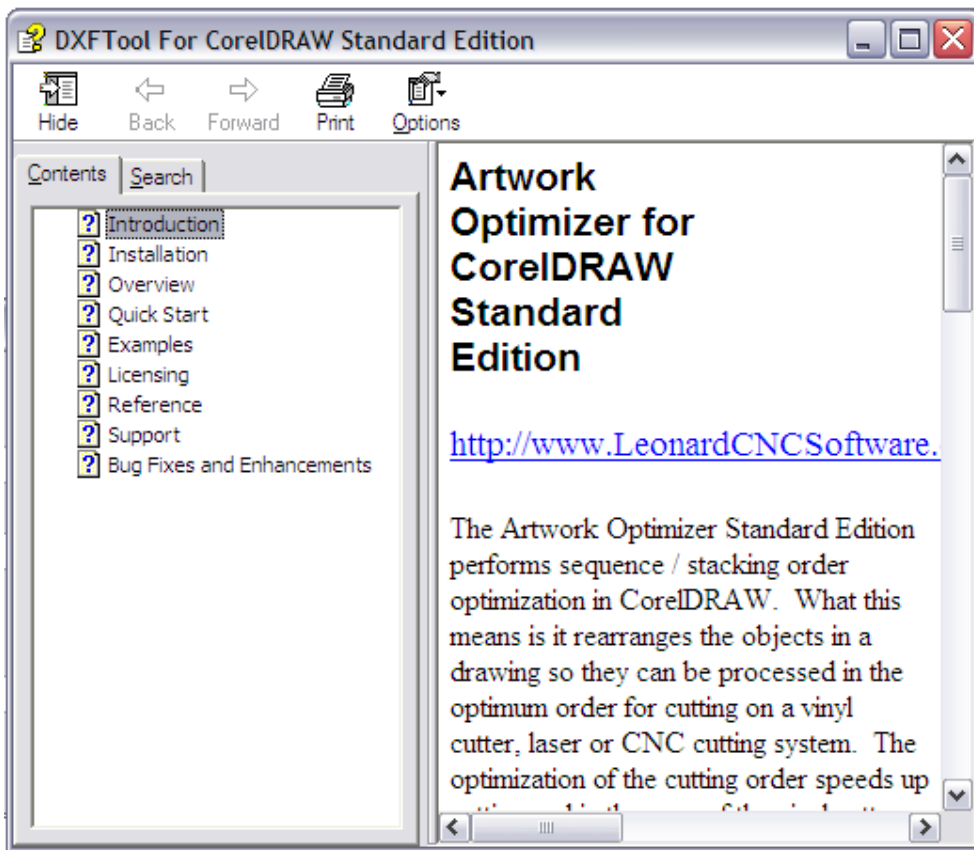 DXFTool For CorelDRAW Standard Edition
Hide Back Forward Print Options
Contents Search
Introduction
Installation
Overview
Quick Start
Examples
Licensing
Reference
Support
Bug Fixes and Enhancements
Artwork
Optimizer for
CorelDRAW
Standard
Edition
http://www.LeonardCNCSoftware.
The Artwork Optimizer Standard Edition
performs sequence / stacking order
optimization in CorelDRAW.  What this
means is it rearranges the objects in a
drawing so they can be processed in the
optimum order for cutting on a vinyl
cutter, laser or CNC cutting system.  The
optimization of the cutting order speeds up